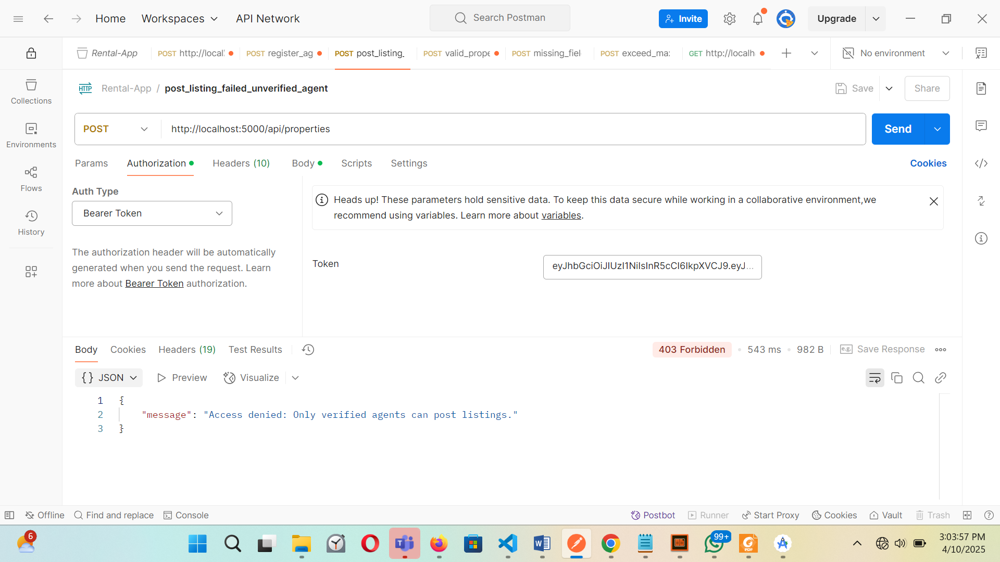 Home
Workspaces
API Network
Search Postman
Invite
Upgrade
Rental-App
POST http://local
POST register_ag
POST post_listing_
POST valid_prope
POST missing_fiel
POST exceed_ma
GET http://localh
No environment
Collections
Environments
Flows
History
HTTP
Rental-App / post_listing_failed_unverified_agent
Save
Share
POST
http://localhost:5000/api/properties
Send
Params
Authorization
Headers (10)
Body
Scripts
Settings
Cookies
Auth Type
Bearer Token
The authorization header will be automatically
generated when you send the request. Learn
more about Bearer Token authorization.
Heads up! These parameters hold sensitive data. To keep this data secure while working in a collaborative environment,we
recommend using variables. Learn more about variables.
Token
eyJhbGciOiJIUzI1NiIsInR5cCI6IkpXVCJ9.eyJ...
Body
Cookies
Headers (19)
Test Results
403 Forbidden
543 ms
982 B
e.g.
Save Response
{} JSON
Preview
Visualize
1 {
2 "message": "Access denied: Only verified agents can post listings."
3 }
Offline
Find and replace
Console
Postbot
Runner
Start Proxy
Cookies
Vault
Trash
6
99+
PDF
3:03:57 PM
4/10/2025